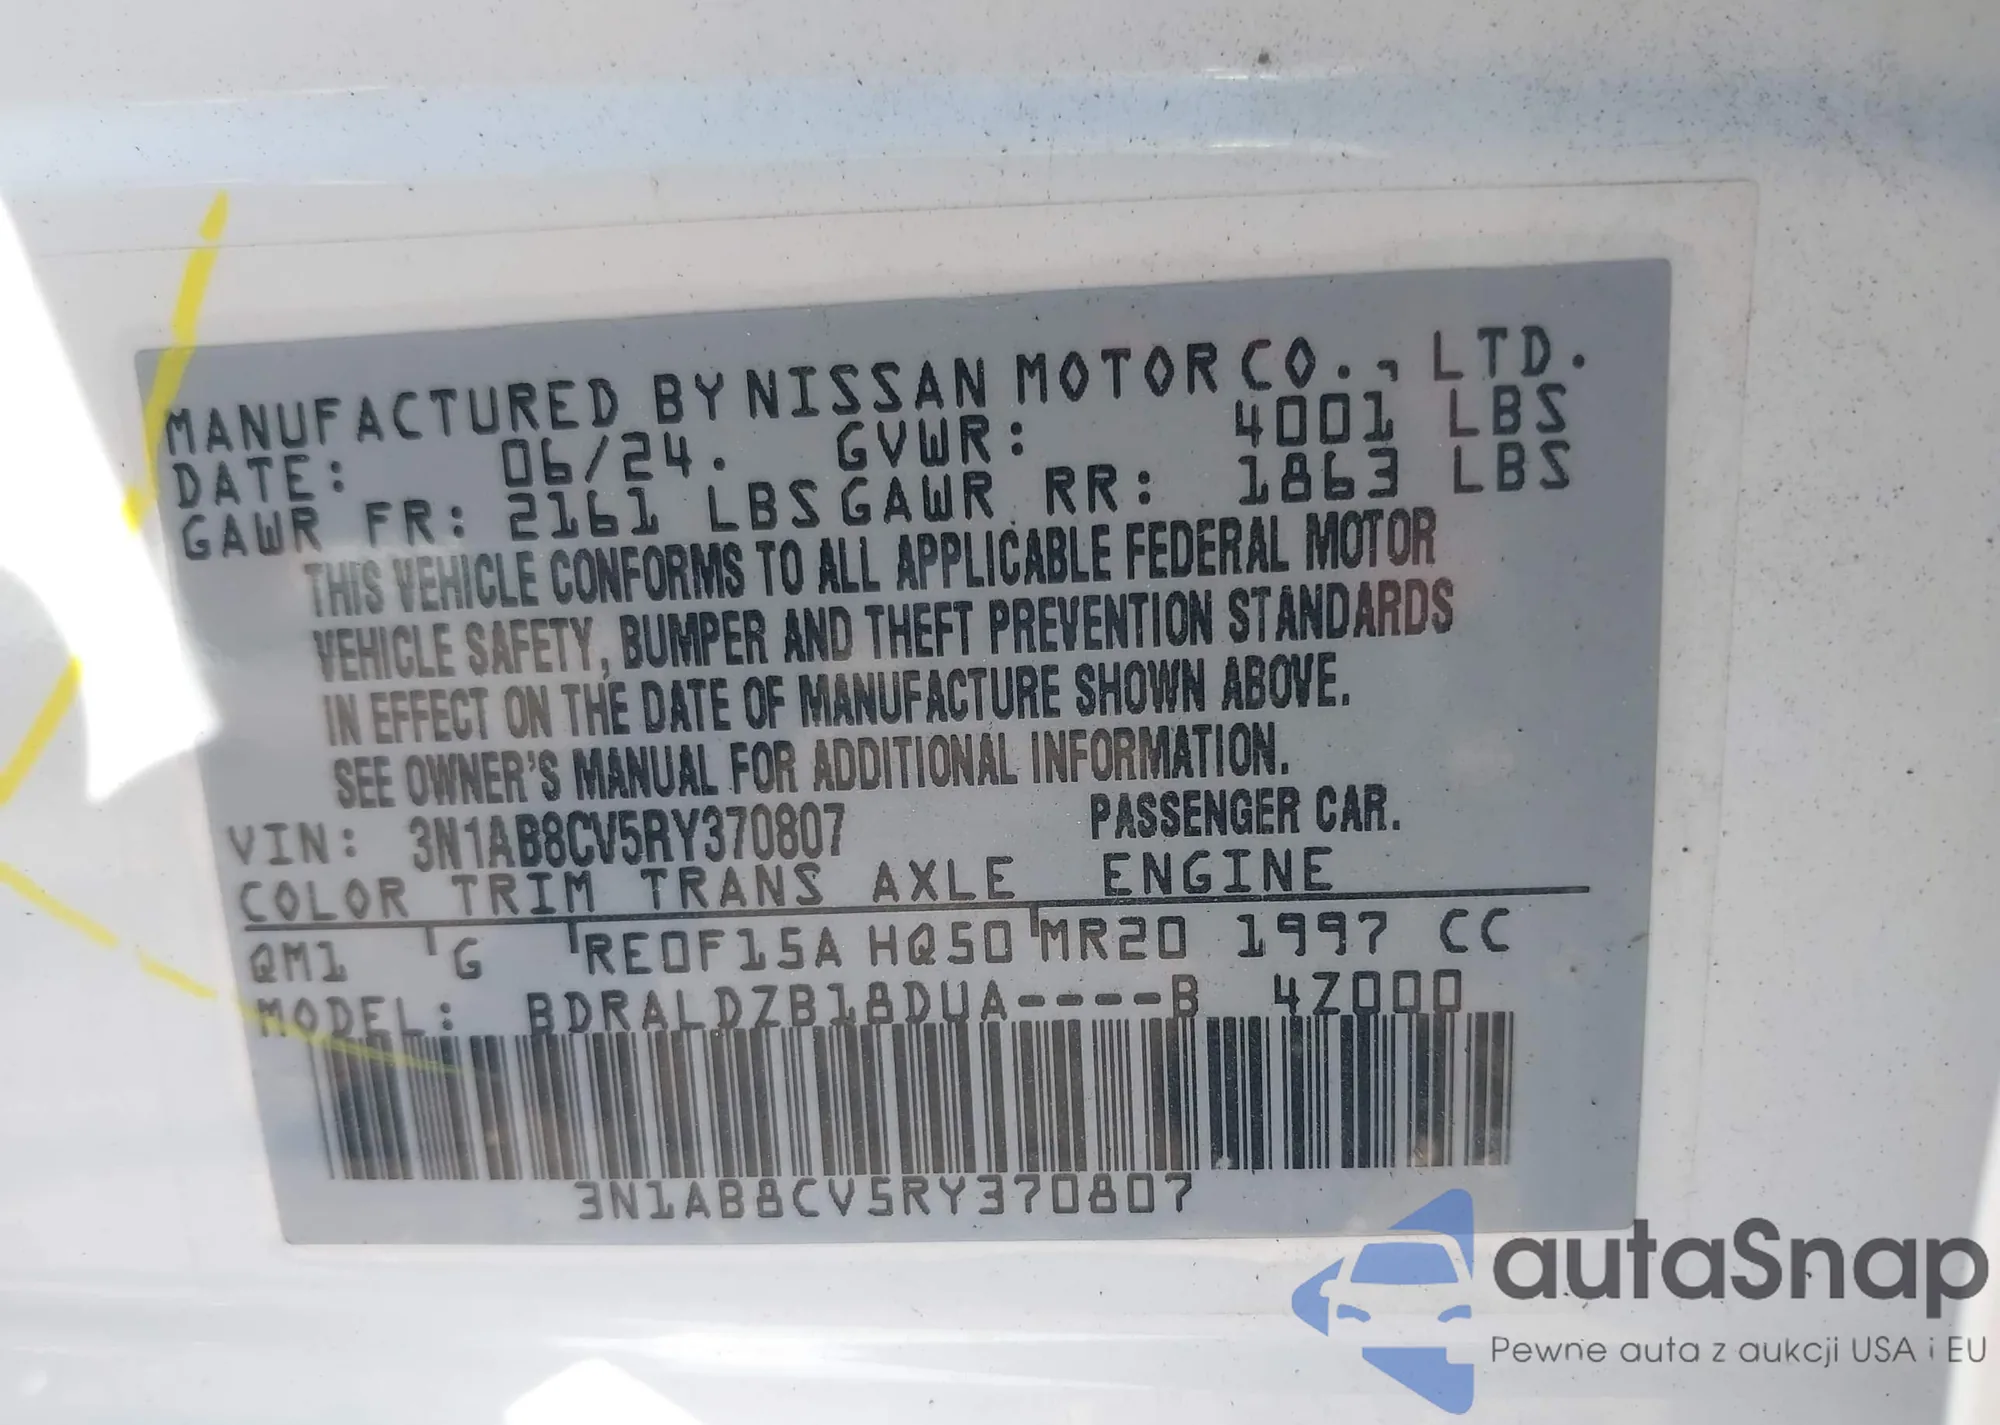 MANUFACTURED BY NISSAN MOTOR CO., LTD.
DATE: 06/24. GVWR: 4001 LBS
GAWR FR: 2161 LBS GAWR RR: 1863 LBS
THIS VEHICLE CONFORMS TO ALL APPLICABLE FEDERAL MOTOR
VEHICLE SAFETY, BUMPER AND THEFT PREVENTION STANDARDS
IN EFFECT ON THE DATE OF MANUFACTURE SHOWN ABOVE.
SEE OWNER'S MANUAL FOR ADDITIONAL INFORMATION.
VIN: 3N1AB8CV5RY370807 PASSENGER CAR.
COLOR TRIM TRANS AXLE ENGINE
QM1 G RE0F15A HQ50 MR20 1997 CC
MODEL: BDRALDZB18DUA----B 4Z000
3N1AB8CV5RY370807
autaSnap
Pewne auta z aukcji USA i EU